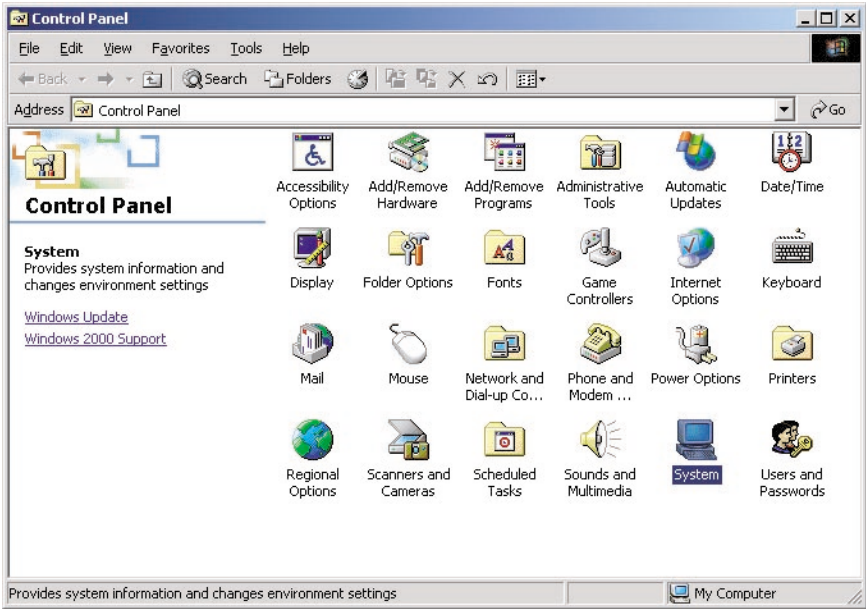 Control Panel
File Edit View Favorites Tools Help
Back Search Folders
Address Control Panel Go
Control Panel
System
Provides system information and
changes environment settings
Windows Update
Windows 2000 Support
Accessibility
Options
Add/Remove
Hardware
Add/Remove
Programs
Administrative
Tools
Automatic
Updates
Date/Time
Display
Folder Options
Fonts
Game
Controllers
Internet
Options
Keyboard
Mail
Mouse
Network and
Dial-up Co...
Phone and
Modem ...
Power Options
Printers
Regional
Options
Scanners and
Cameras
Scheduled
Tasks
Sounds and
Multimedia
System
Users and
Passwords
Provides system information and changes environment settings
My Computer